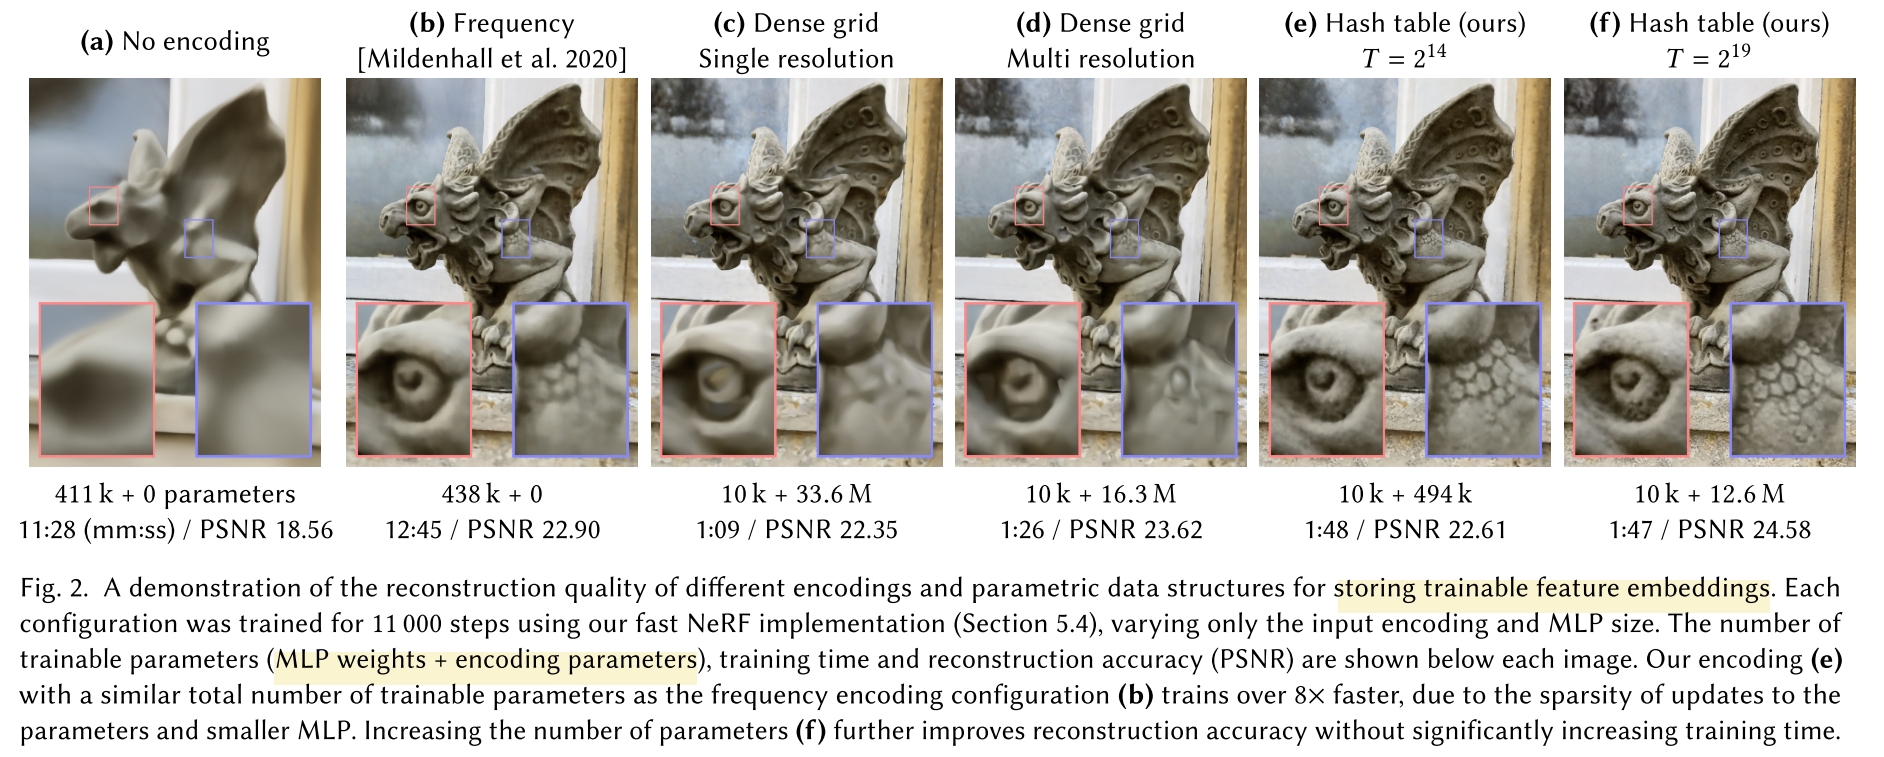 (a) No encoding
(b) Frequency
[Mildenhall et al. 2020]
(c) Dense grid
Single resolution
(d) Dense grid
Multi resolution
(e) Hash table (ours)
T = 2¹⁴
(f) Hash table (ours)
T = 2¹⁹
411 k + 0 parameters
11:28 (mm:ss) / PSNR 18.56
438 k + 0
12:45 / PSNR 22.90
10 k + 33.6 M
1:09 / PSNR 22.35
10 k + 16.3 M
1:26 / PSNR 23.62
10 k + 494 k
1:48 / PSNR 22.61
10 k + 12.6 M
1:47 / PSNR 24.58
Fig. 2. A demonstration of the reconstruction quality of different encodings and parametric data structures for storing trainable feature embeddings. Each
configuration was trained for 11 000 steps using our fast NeRF implementation (Section 5.4), varying only the input encoding and MLP size. The number of
trainable parameters (MLP weights + encoding parameters), training time and reconstruction accuracy (PSNR) are shown below each image. Our encoding (e)
with a similar total number of trainable parameters as the frequency encoding configuration (b) trains over 8× faster, due to the sparsity of updates to the
parameters and smaller MLP. Increasing the number of parameters (f) further improves reconstruction accuracy without significantly increasing training time.